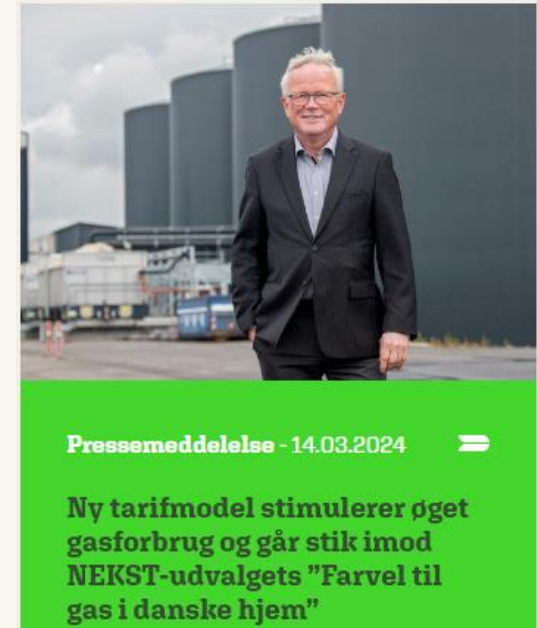 Pressemeddelelse - 14.03.2024
Ny tarifmodel stimulerer øget
gasforbrug og går stik imod
NEKST-udvalgets ”Farvel til
gas i danske hjem”